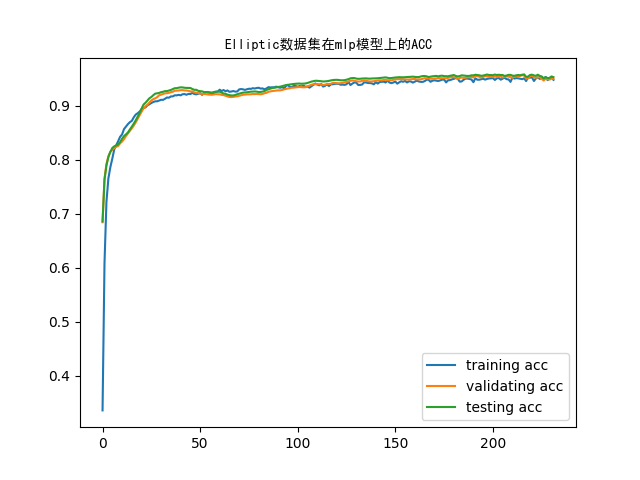 Elliptic数据集在mlp模型上的ACC
0.9
0.8
0.7
0.6
0.5
0.4
training acc
validating acc
testing acc
0 50 100 150 200